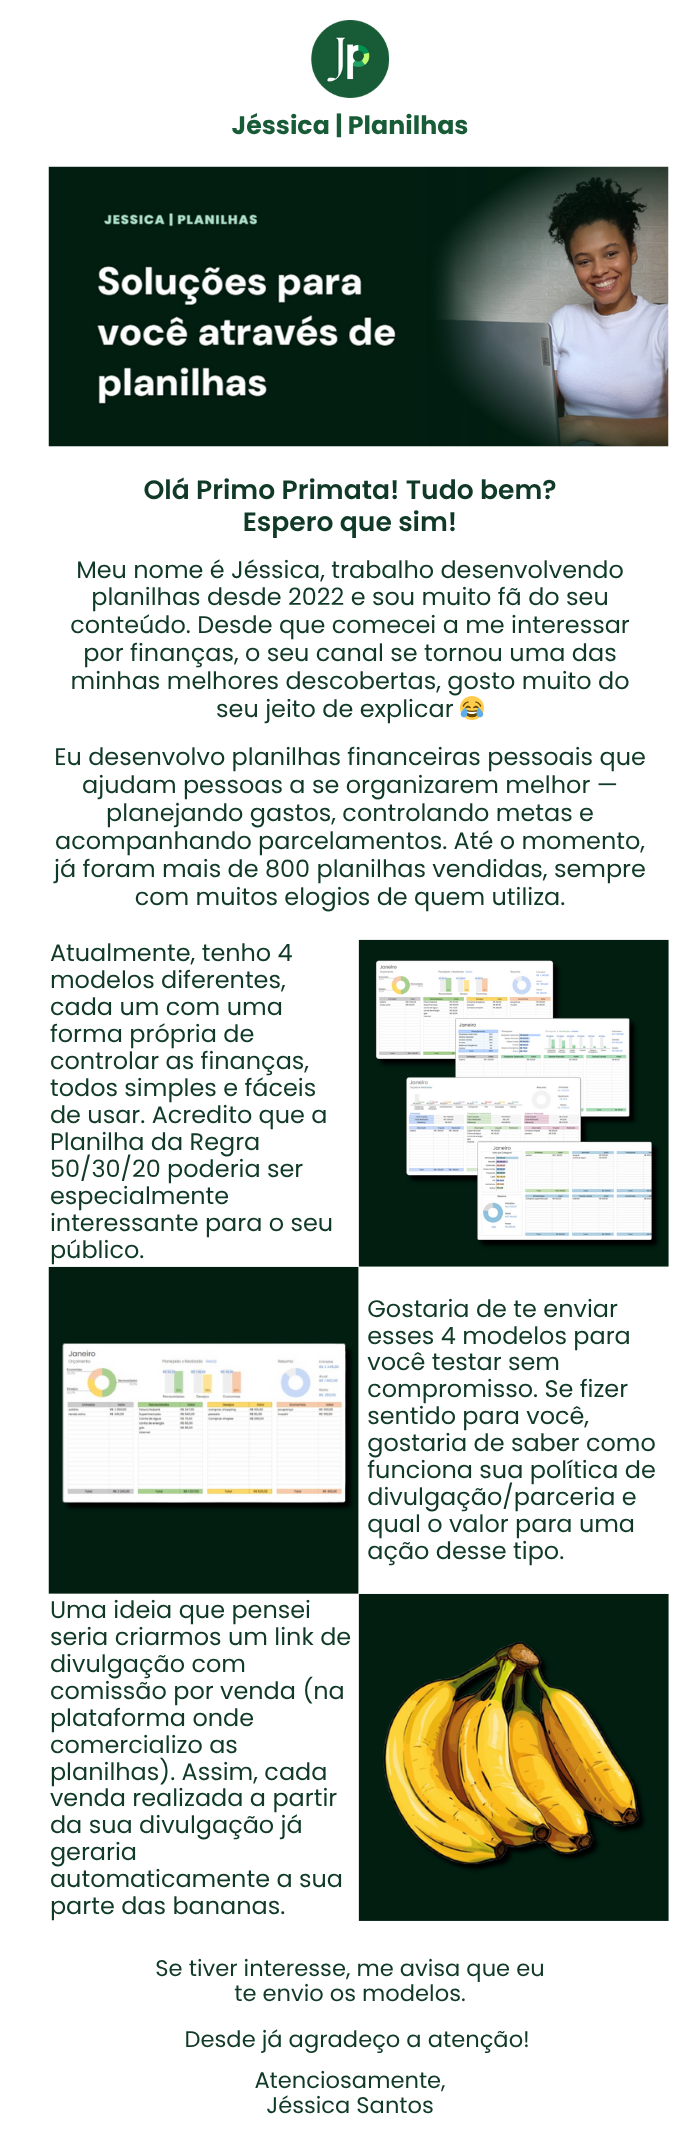 Jp
Jéssica | Planilhas
JESSICA | PLANILHAS
Soluções para
você através de
planilhas
Olá Primo Primata! Tudo bem?
Espero que sim!
Meu nome é Jéssica, trabalho desenvolvendo
planilhas desde 2022 e sou muito fã do seu
conteúdo. Desde que comecei a me interessar
por finanças, o seu canal se tornou uma das
minhas melhores descobertas, gosto muito do
seu jeito de explicar 😂
Eu desenvolvo planilhas financeiras pessoais que
ajudam pessoas a se organizarem melhor —
planejando gastos, controlando metas e
acompanhando parcelamentos. Até o momento,
já foram mais de 800 planilhas vendidas, sempre
com muitos elogios de quem utiliza.
Atualmente, tenho 4
modelos diferentes,
cada um com uma
forma própria de
controlar as finanças,
todos simples e fáceis
de usar. Acredito que a
Planilha da Regra
50/30/20 poderia ser
especialmente
interessante para o seu
público.
Janeiro
Janeiro
Janeiro
Janeiro
Janeiro
Gostaria de te enviar
esses 4 modelos para
você testar sem
compromisso. Se fizer
sentido para você,
gostaria de saber como
funciona sua política de
divulgação/parceria e
qual o valor para uma
ação desse tipo.
Uma ideia que pensei
seria criarmos um link de
divulgação com
comissão por venda (na
plataforma onde
comercializo as
planilhas). Assim, cada
venda realizada a partir
da sua divulgação já
geraria
automaticamente a sua
parte das bananas.
Se tiver interesse, me avisa que eu
te envio os modelos.
Desde já agradeço a atenção!
Atenciosamente,
Jéssica Santos